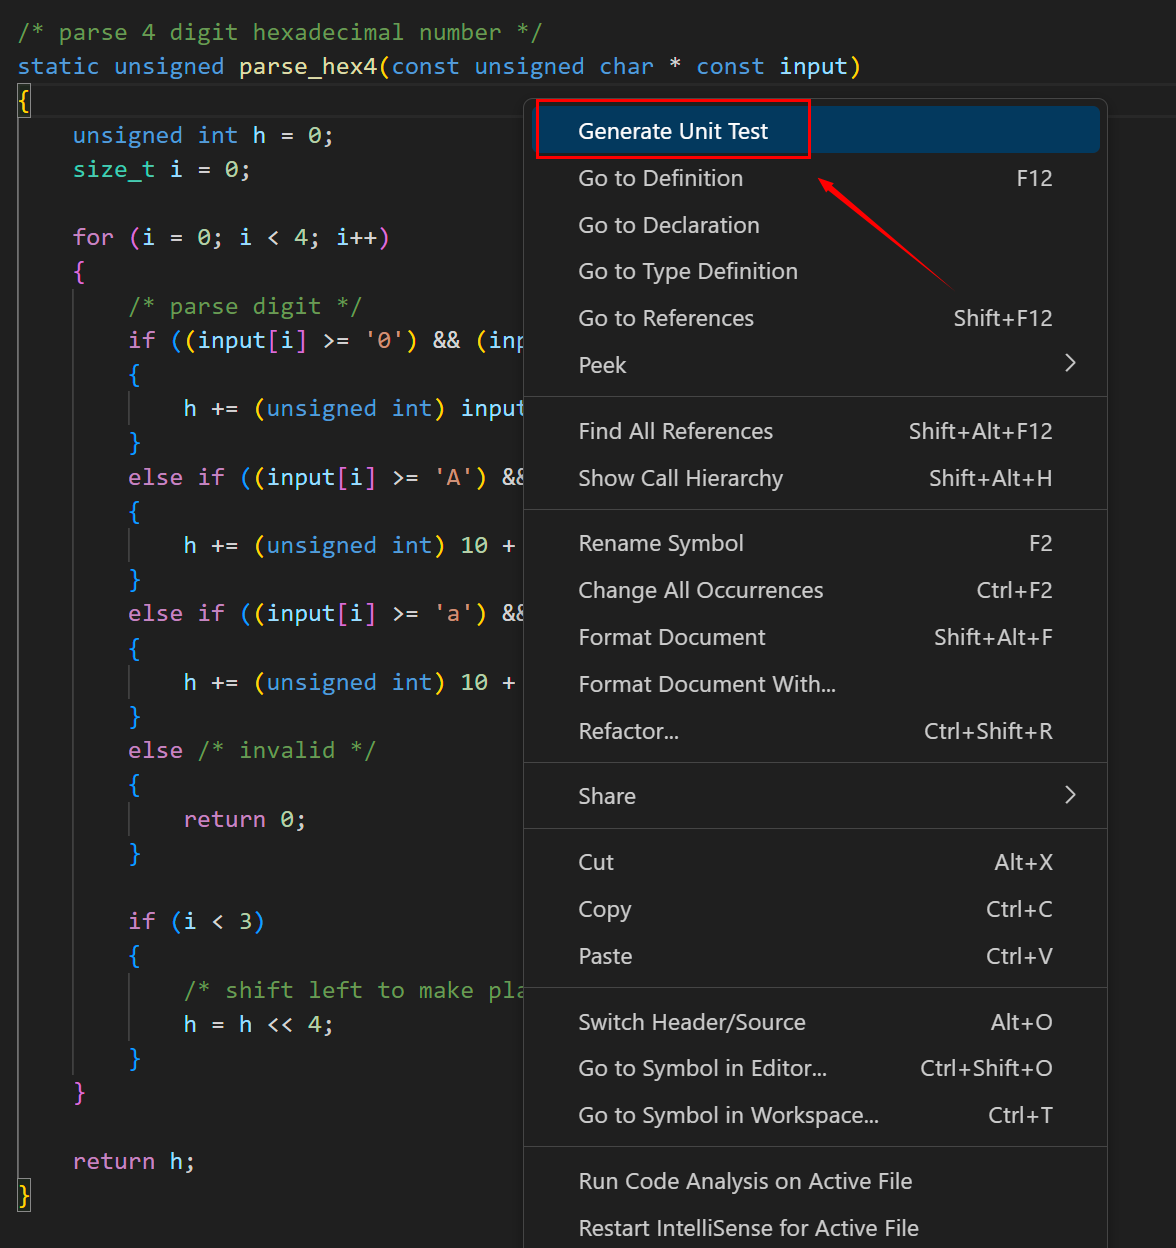 /* parse 4 digit hexadecimal number */
static unsigned parse_hex4(const unsigned char * const input)
{
    unsigned int h = 0;
    size_t i = 0;

    for (i = 0; i < 4; i++)
    {
        /* parse digit */
        if ((input[i] >= '0') && (inp
        {
            h += (unsigned int) input
        }
        else if ((input[i] >= 'A') &&
        {
            h += (unsigned int) 10 +
        }
        else if ((input[i] >= 'a') &&
        {
            h += (unsigned int) 10 +
        }
        else /* invalid */
        {
            return 0;
        }

        if (i < 3)
        {
            /* shift left to make pla
            h = h << 4;
        }
    }

    return h;
}
Generate Unit Test
Go to Definition F12
Go to Declaration
Go to Type Definition
Go to References Shift+F12
Peek
Find All References Shift+Alt+F12
Show Call Hierarchy Shift+Alt+H
Rename Symbol F2
Change All Occurrences Ctrl+F2
Format Document Shift+Alt+F
Format Document With...
Refactor... Ctrl+Shift+R
Share
Cut Alt+X
Copy Ctrl+C
Paste Ctrl+V
Switch Header/Source Alt+O
Go to Symbol in Editor... Ctrl+Shift+O
Go to Symbol in Workspace... Ctrl+T
Run Code Analysis on Active File
Restart IntelliSense for Active File